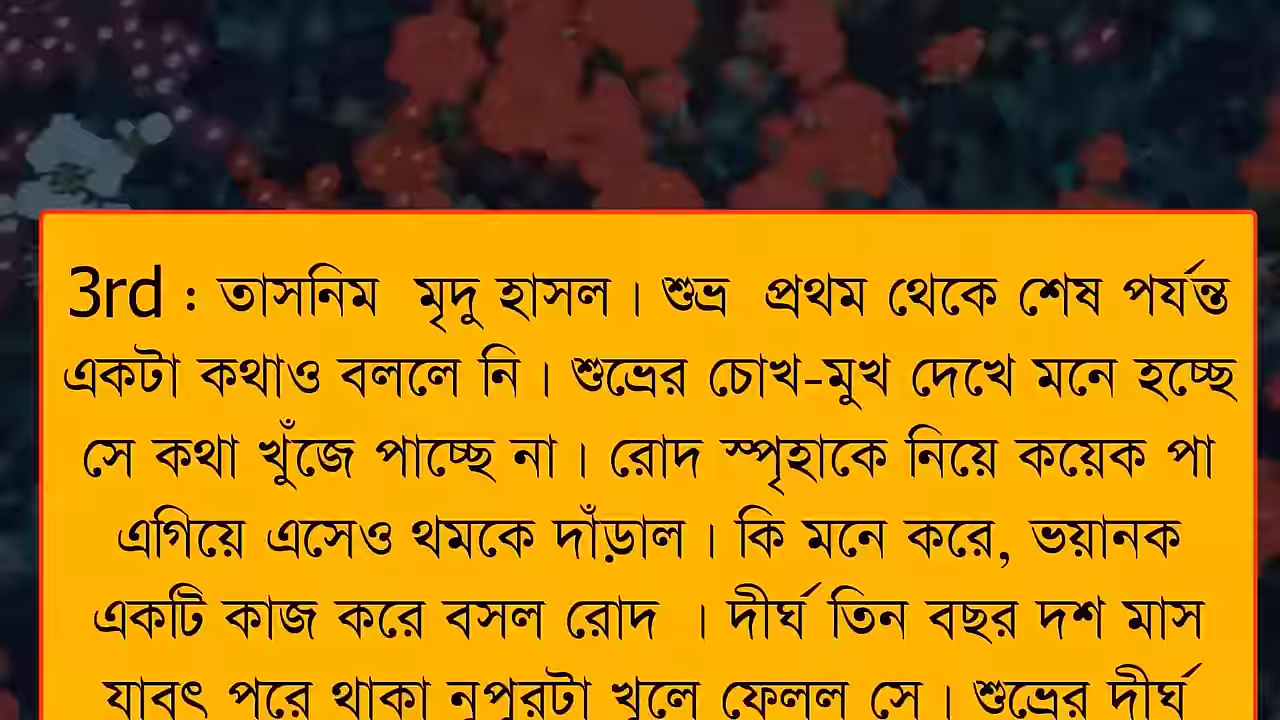 3rd : তাসনিম মৃদু হাসল । শুভ্র প্রথম থেকে শেষ পর্যন্ত
একটা কথাও বললে নি । শুভ্রের চোখ-মুখ দেখে মনে হচ্ছে
সে কথা খুঁজে পাচ্ছে না । রোদ স্পৃহাকে নিয়ে কয়েক পা
এগিয়ে এসেও থমকে দাঁড়াল । কি মনে করে, ভয়ানক
একটি কাজ করে বসল রোদ । দীর্ঘ তিন বছর দশ মাস
যাবৎ পরে থাকা নূপুরটা খুলে ফেলল সে । শুভ্রের দীর্ঘ